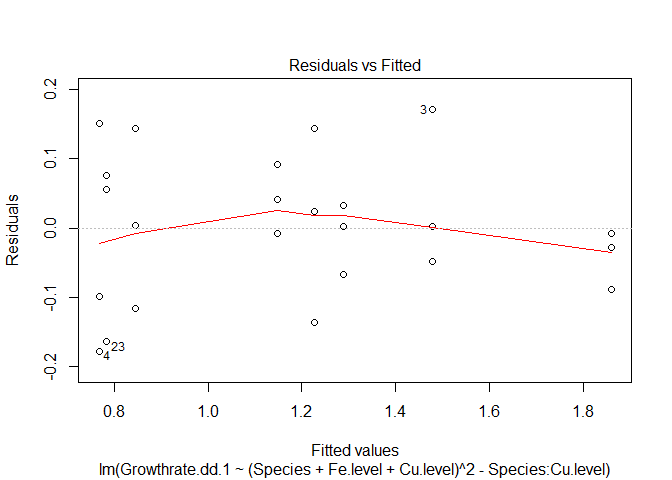 Residuals vs Fitted
Residuals
0.2
0.1
0.0
-0.1
-0.2
3
23
4
0.8 1.0 1.2 1.4 1.6 1.8
Fitted values
lm(Growthrate.dd.1 ~ (Species + Fe.level + Cu.level)^2 - Species:Cu.level)